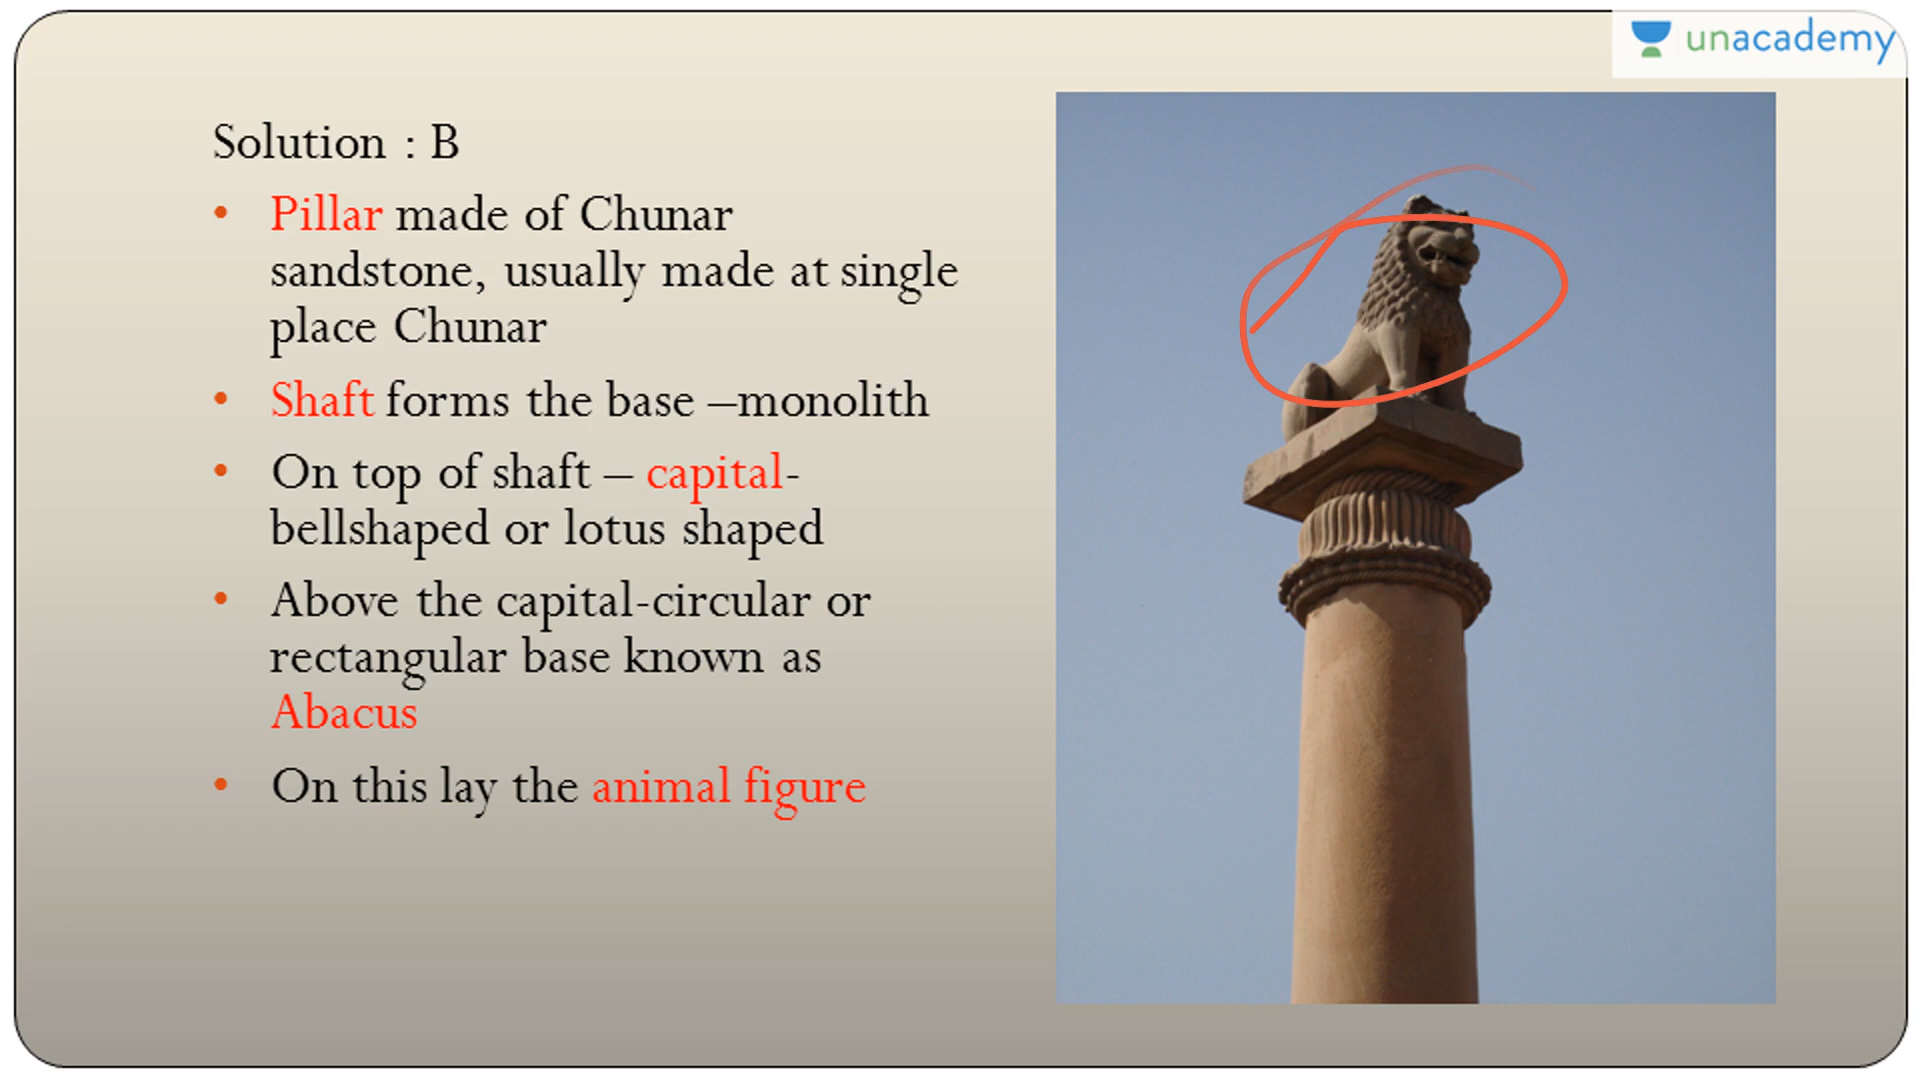 unacademy
Solution : B
• Pillar made of Chunar
sandstone, usually made at single
place Chunar
• Shaft forms the base –monolith
• On top of shaft – capital-
bellshaped or lotus shaped
• Above the capital-circular or
rectangular base known as
Abacus
• On this lay the animal figure